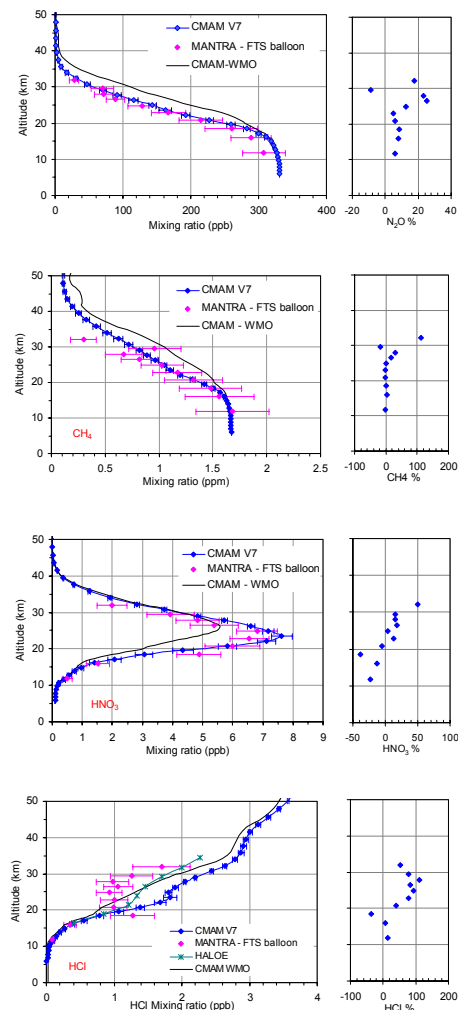 50
CMAM V7
MANTRA - FTS balloon
CMAM-WMO
40
30
20
10
0
Altitude (km)
0 100 200 300 400
Mixing ratio (ppb)
-20 0 20 40
N2O %
50
CMAM V7
MANTRA - FTS balloon
CMAM - WMO
40
30
20
10
0
Altitude (km)
CH4
0 0.5 1 1.5 2 2.5
Mixing ratio (ppm)
-100 0 100 200
CH4 %
50
CMAM V7
MANTRA - FTS balloon
CMAM - WMO
40
30
20
10
0
Altitude (km)
HNO3
0 1 2 3 4 5 6 7 8 9
Mixing ratio (ppb)
-50 0 50 100
HNO3 %
50
40
30
20
10
0
Altitude (km)
CMAM V7
MANTRA - FTS balloon
HALOE
CMAM WMO
HCl
0 1 2 3 4
HCl Mixing ratio (ppb)
-100 0 100 200
HCL %